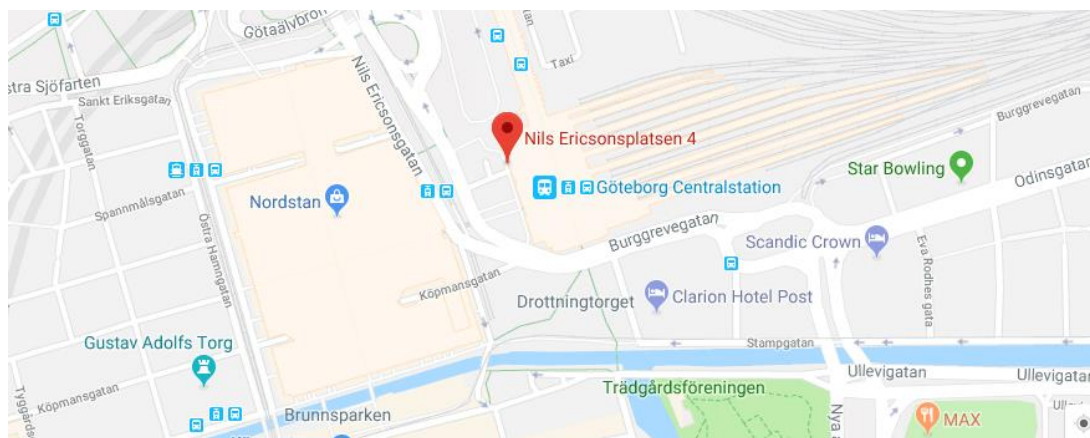 Götaälvbron
stra Sjöfarten
Sankt Eriksgatan
Torggatan
Nils Ericsonsgatan
Taxi
Burggrevegatan
Nils Ericsonsplatsen 4
Star Bowling
Odinsgatan
Göteborg Centralstation
Spannmålsgatan
Nordstan
Östra Hamngatan
Burggrevegatan
Scandic Crown
Eva Rodhes gata
Köpmansgatan
Drottningtorget
Clarion Hotel Post
Gustav Adolfs Torg
Stampgatan
Ullevigatan
Ullevigatan
Trädgårdsföreningen
Köpmansgatan
Tyggårds
Brunnsparken
Nya a
MAX
Ulle